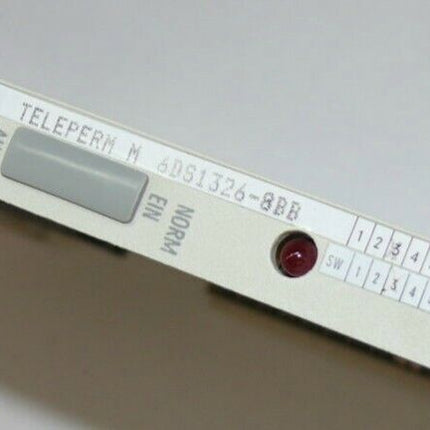 TELEPERM M 6DS1326-8BB
NORM
EIN
1 2 3 4
SW 1 2 3 4